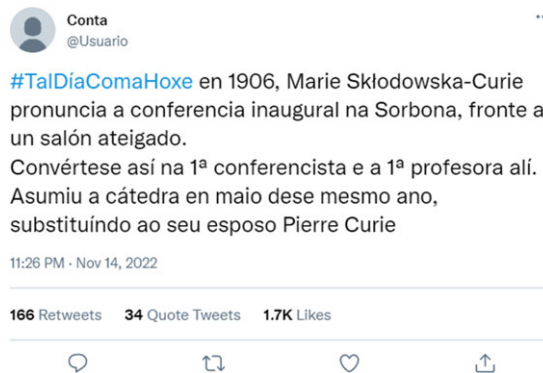 Conta
@Usuario
#TalDíaComaHoxe en 1906, Marie Skłodowska-Curie
pronuncia a conferencia inaugural na Sorbona, fronte a
un salón ateigado.
Convértese así na 1ª conferencista e a 1ª profesora alí.
Asumiu a cátedra en maio dese mesmo ano,
substituíndo ao seu esposo Pierre Curie
11:26 PM · Nov 14, 2022
166 Retweets 34 Quote Tweets 1.7K Likes